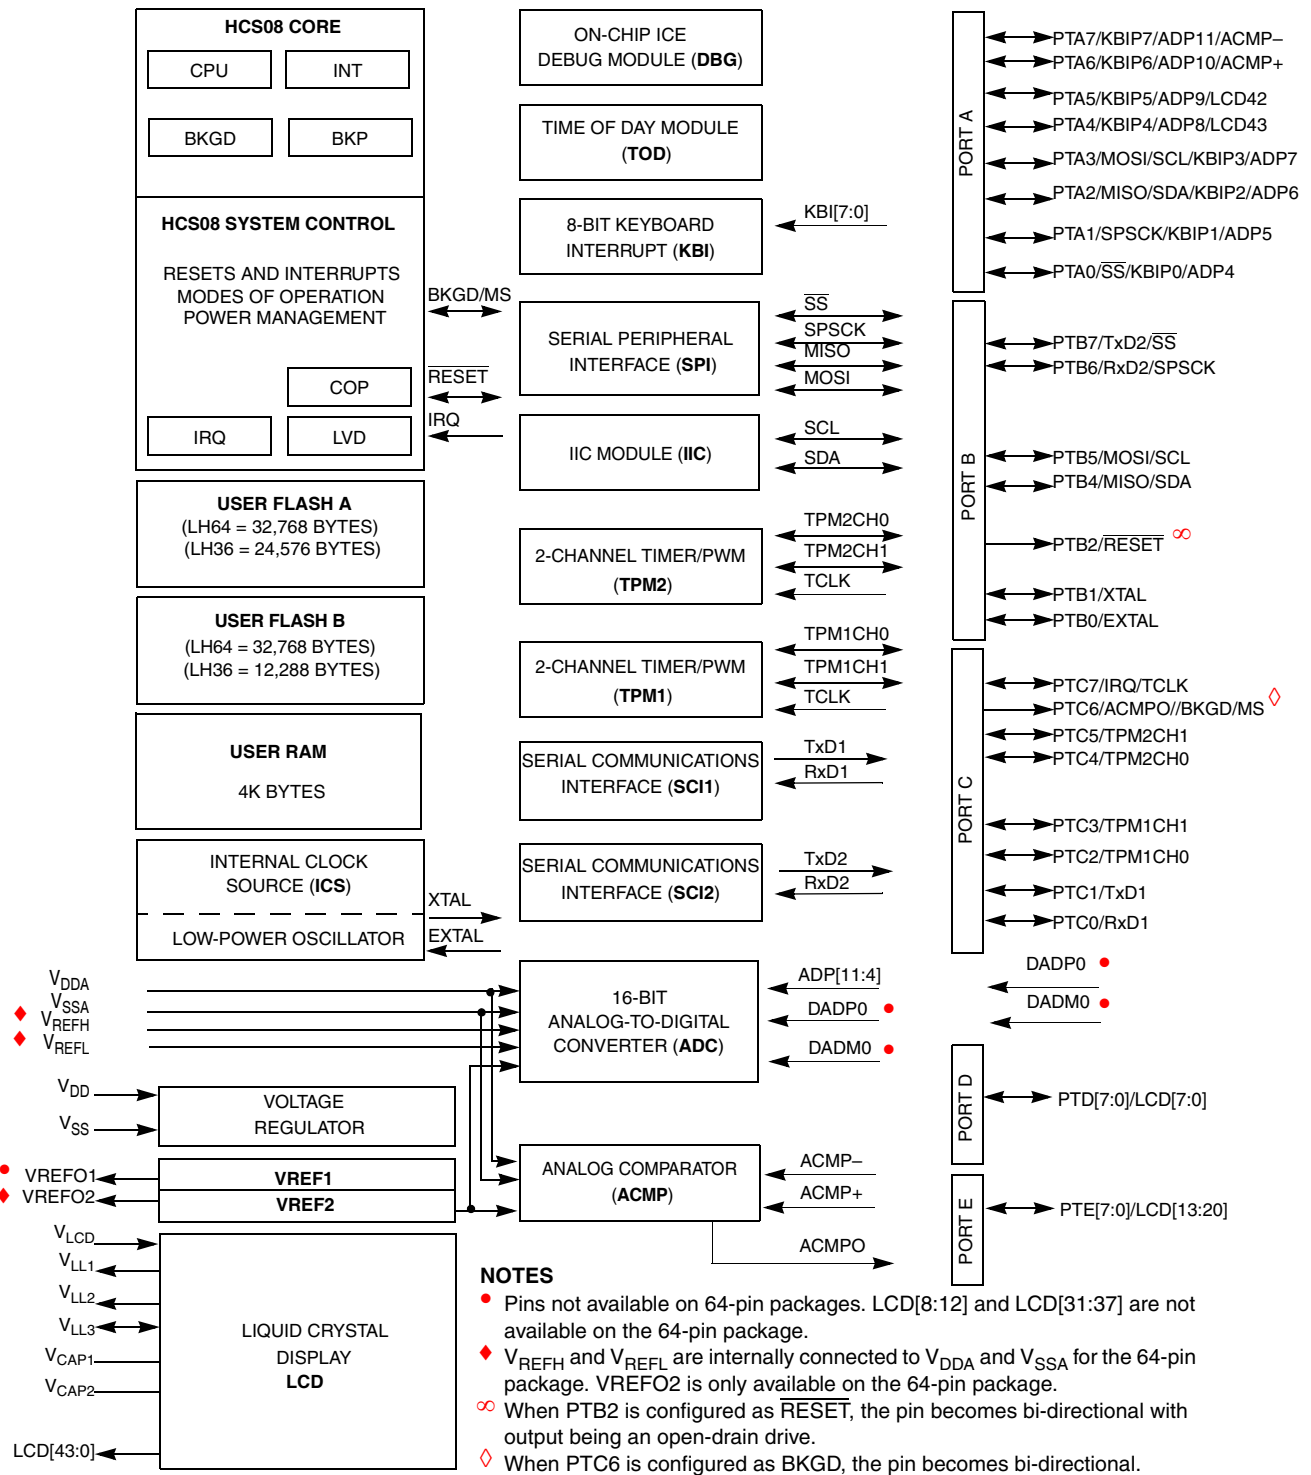 HCS08 CORE
CPU
INT
BKGD
BKP
HCS08 SYSTEM CONTROL
RESETS AND INTERRUPTS
MODES OF OPERATION
POWER MANAGEMENT
COP
IRQ
LVD
BKGD/MS
RESET
IRQ
USER FLASH A
(LH64 = 32,768 BYTES)
(LH36 = 24,576 BYTES)
USER FLASH B
(LH64 = 32,768 BYTES)
(LH36 = 12,288 BYTES)
USER RAM
4K BYTES
INTERNAL CLOCK
SOURCE (ICS)
LOW-POWER OSCILLATOR
XTAL
EXTAL
VDDA
VSSA
♦ VREFH
♦ VREFL
VDD
VSS
VOLTAGE
REGULATOR
• VREFO1
♦ VREFO2
VREF1
VREF2
VLCD
VLL1
VLL2
VLL3
VCAP1
VCAP2
LCD[43:0]
LIQUID CRYSTAL
DISPLAY
LCD
ON-CHIP ICE
DEBUG MODULE (DBG)
TIME OF DAY MODULE
(TOD)
8-BIT KEYBOARD
INTERRUPT (KBI)
KBI[7:0]
SERIAL PERIPHERAL
INTERFACE (SPI)
SS
SPSCK
MISO
MOSI
IIC MODULE (IIC)
SCL
SDA
2-CHANNEL TIMER/PWM
(TPM2)
TPM2CH0
TPM2CH1
TCLK
2-CHANNEL TIMER/PWM
(TPM1)
TPM1CH0
TPM1CH1
TCLK
SERIAL COMMUNICATIONS
INTERFACE (SCI1)
TxD1
RxD1
SERIAL COMMUNICATIONS
INTERFACE (SCI2)
TxD2
RxD2
16-BIT
ANALOG-TO-DIGITAL
CONVERTER (ADC)
ADP[11:4]
DADP0 •
DADM0 •
ANALOG COMPARATOR
(ACMP)
ACMP–
ACMP+
ACMPO
PORT A
PTA7/KBIP7/ADP11/ACMP–
PTA6/KBIP6/ADP10/ACMP+
PTA5/KBIP5/ADP9/LCD42
PTA4/KBIP4/ADP8/LCD43
PTA3/MOSI/SCL/KBIP3/ADP7
PTA2/MISO/SDA/KBIP2/ADP6
PTA1/SPSCK/KBIP1/ADP5
PTA0/SS/KBIP0/ADP4
PORT B
PTB7/TxD2/SS
PTB6/RxD2/SPSCK
PTB5/MOSI/SCL
PTB4/MISO/SDA
PTB2/RESET ∞
PTB1/XTAL
PTB0/EXTAL
PORT C
PTC7/IRQ/TCLK
PTC6/ACMPO//BKGD/MS ◊
PTC5/TPM2CH1
PTC4/TPM2CH0
PTC3/TPM1CH1
PTC2/TPM1CH0
PTC1/TxD1
PTC0/RxD1
DADP0 •
DADM0 •
PORT D
PTD[7:0]/LCD[7:0]
PORT E
PTE[7:0]/LCD[13:20]
NOTES
• Pins not available on 64-pin packages. LCD[8:12] and LCD[31:37] are not
available on the 64-pin package.
♦ VREFH and VREFL are internally connected to VDDA and VSSA for the 64-pin
package. VREFO2 is only available on the 64-pin package.
∞ When PTB2 is configured as RESET, the pin becomes bi-directional with
output being an open-drain drive.
◊ When PTC6 is configured as BKGD, the pin becomes bi-directional.